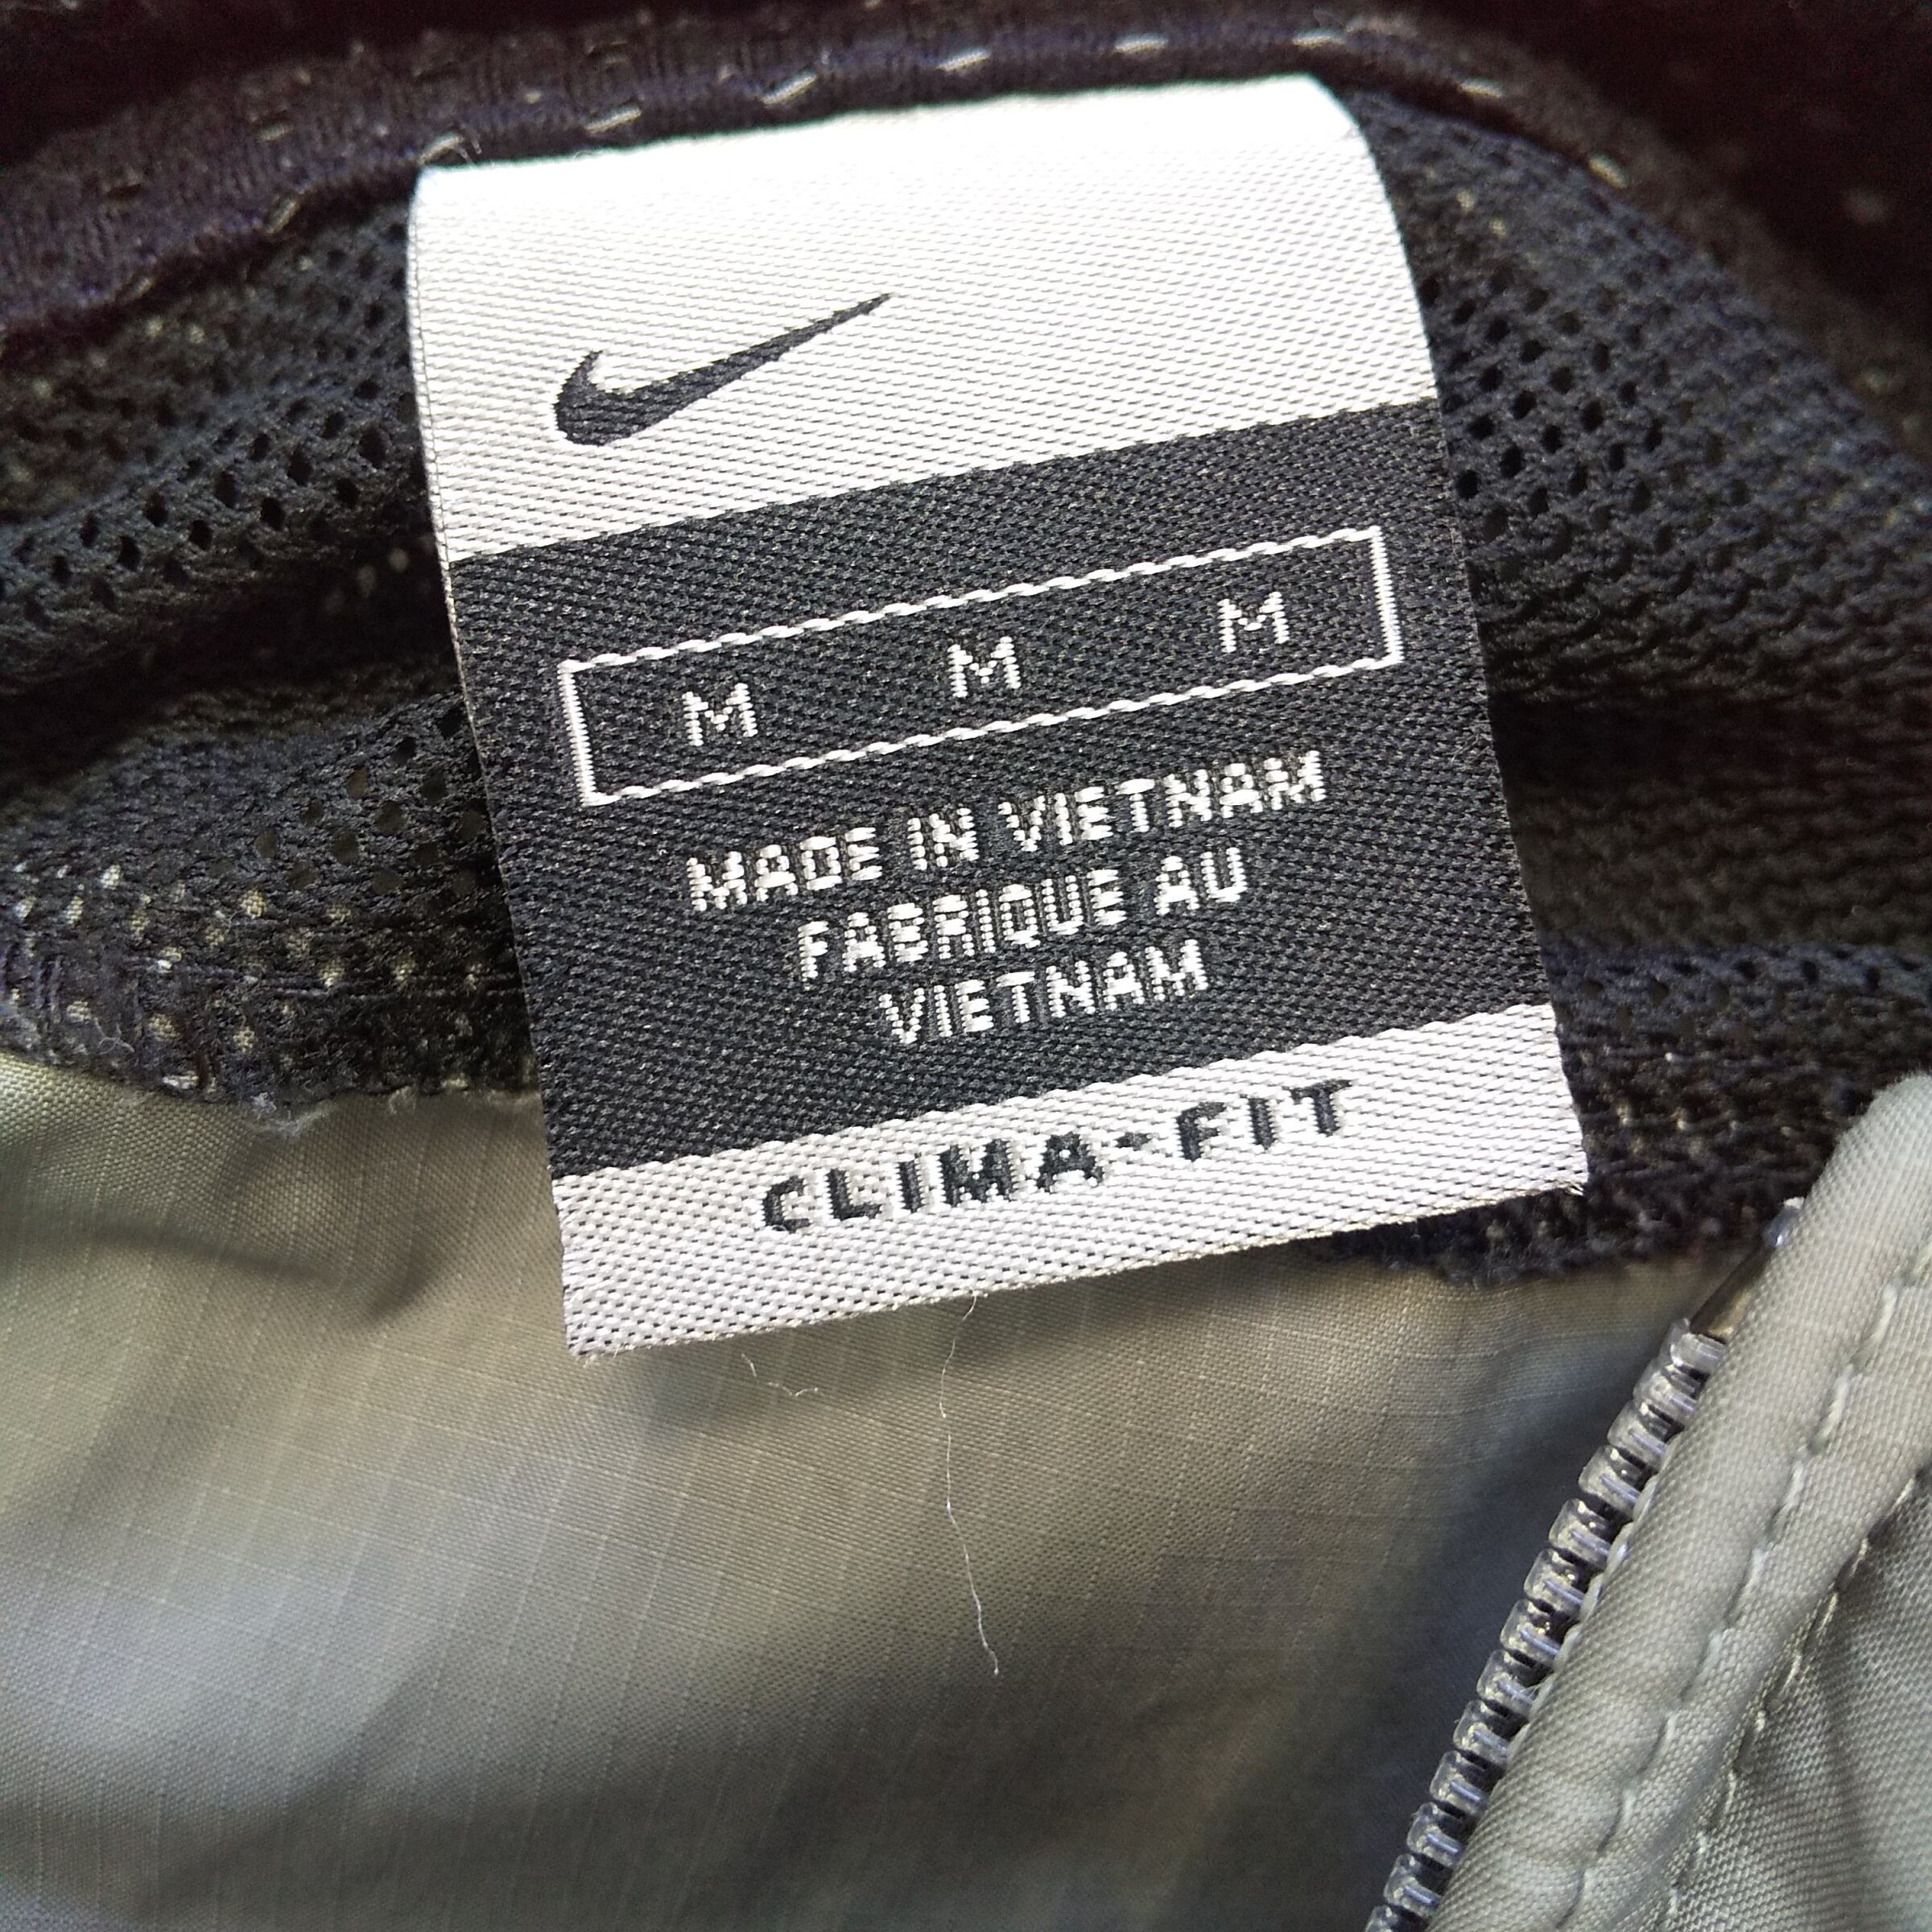 M M M
MADE IN VIETNAM
FABRIQUE AU
VIETNAM
CLIMA-FIT